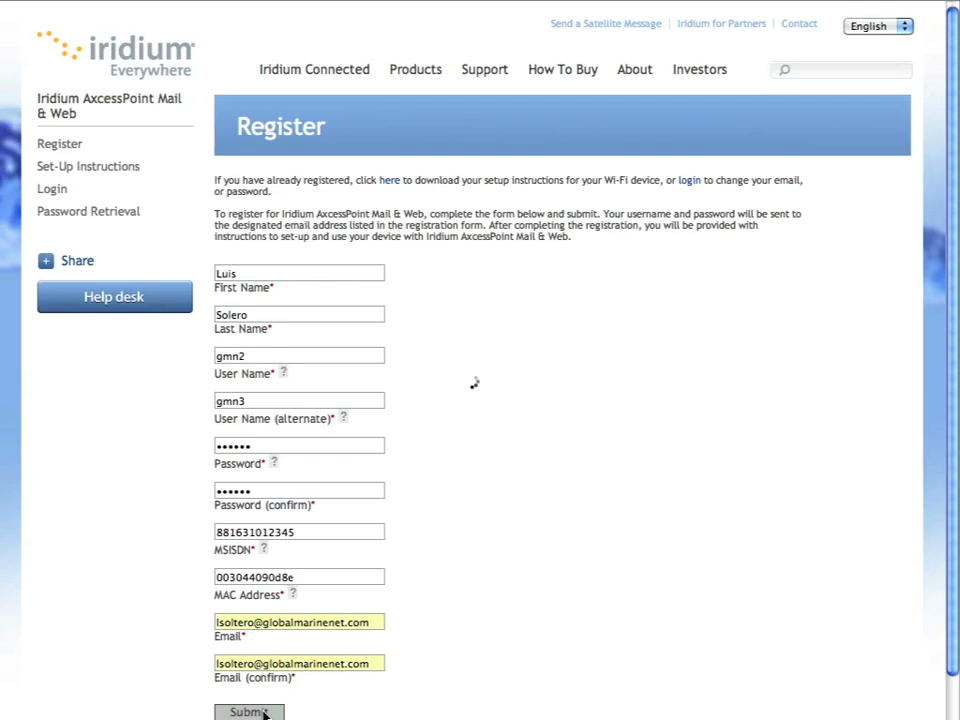 Send a Satellite Message | Iridium for Partners | Contact
English
iridium
Everywhere
Iridium Connected Products Support How To Buy About Investors
Iridium AxcessPoint Mail
& Web
Register
Set-Up Instructions
Login
Password Retrieval
+ Share
Help desk
Register
If you have already registered, click here to download your setup instructions for your Wi-Fi device, or login to change your email,
or password.
To register for Iridium AxcessPoint Mail & Web, complete the form below and submit. Your username and password will be sent to
the designated email address listed in the registration form. After completing the registration, you will be provided with
instructions to set-up and use your device with Iridium AxcessPoint Mail & Web.
Luis
First Name*
Solero
Last Name*
gmn2
User Name* ?
gmn3
User Name (alternate)* ?
••••••
Password* ?
••••••
Password (confirm)*
881631012345
MSISDN* ?
003044090d8e
MAC Address* ?
lsoltero@globalmarinenet.com
Email*
lsoltero@globalmarinenet.com
Email (confirm)*
Submit